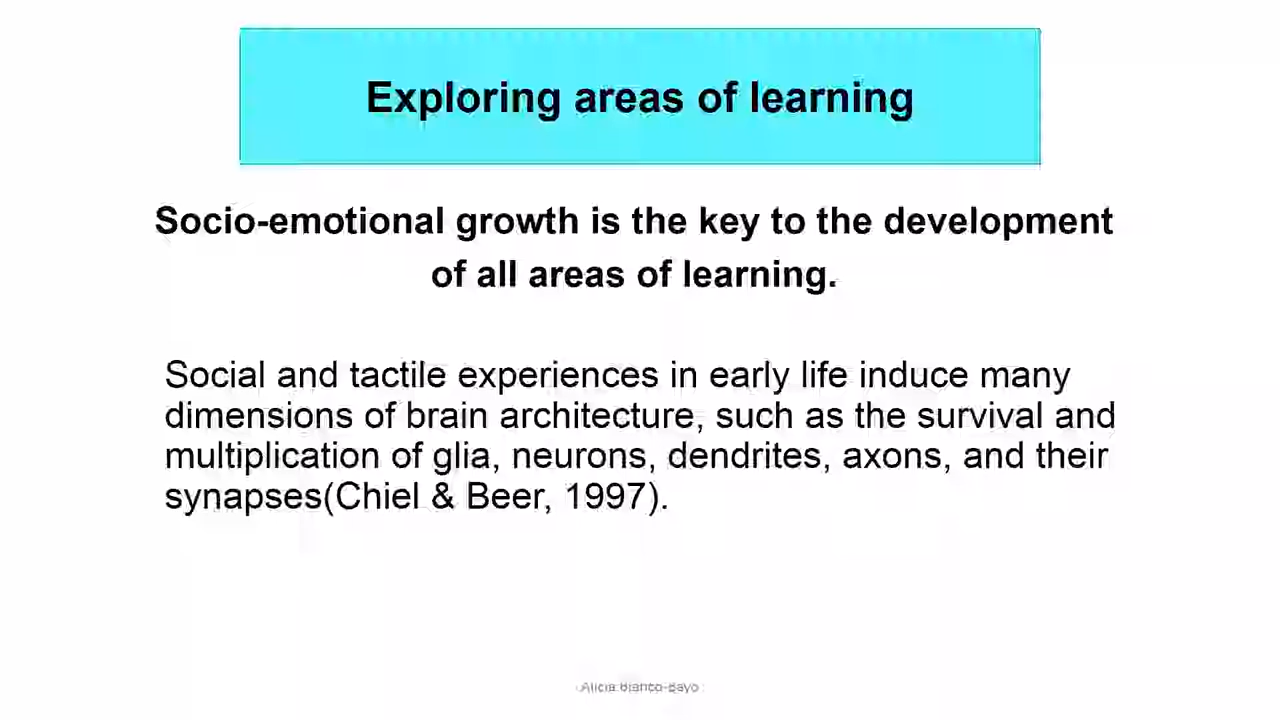 Exploring areas of learning
Socio-emotional growth is the key to the development
of all areas of learning.
Social and tactile experiences in early life induce many
dimensions of brain architecture, such as the survival and
multiplication of glia, neurons, dendrites, axons, and their
synapses(Chiel & Beer, 1997).
Alicia